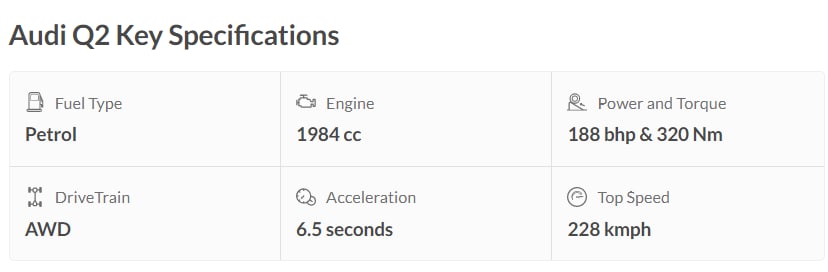 Audi Q2 Key Specifications
Fuel Type
Petrol
Engine
1984 cc
Power and Torque
188 bhp & 320 Nm
DriveTrain
AWD
Acceleration
6.5 seconds
Top Speed
228 kmph